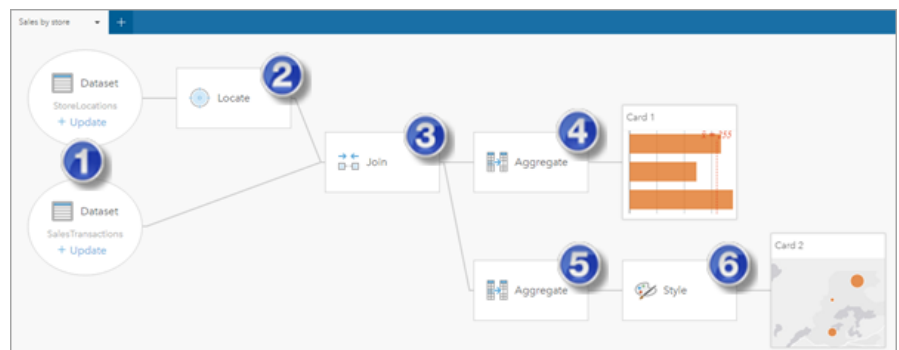 Sales by store
+
Dataset
StoreLocations
+ Update
1
Dataset
SalesTransactions
+ Update
2
Locate
3
Join
4
Aggregate
Card 1
5
Aggregate
6
Style
Card 2